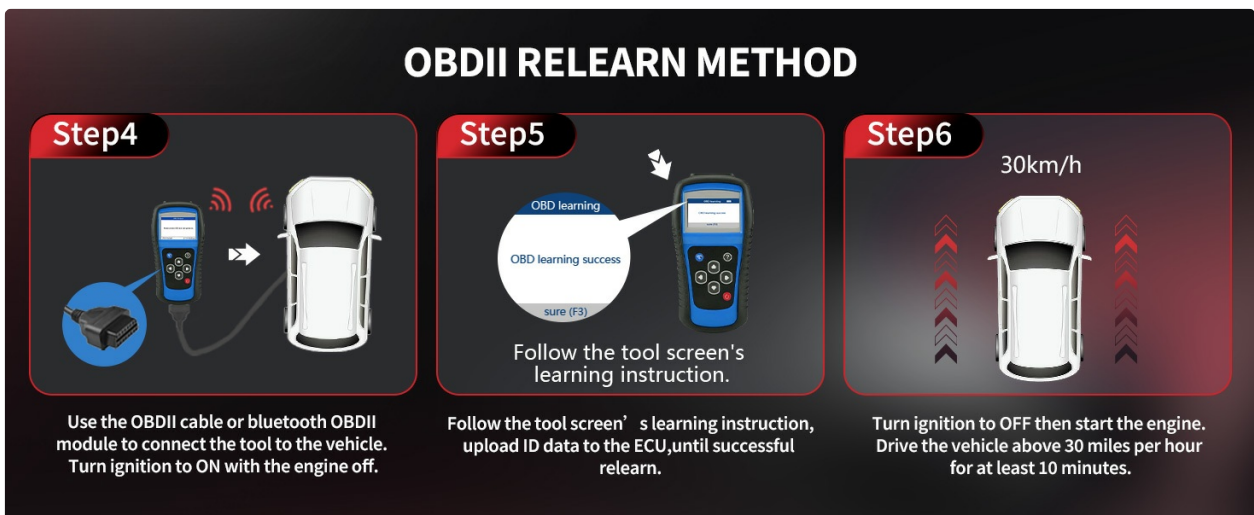 OBDII RELEARN METHOD
Step4
Step5
OBD learning
OBD learning success
sure (F3)
Follow the tool screen's
learning instruction.
Step6
30km/h
Use the OBDII cable or bluetooth OBDII
module to connect the tool to the vehicle.
Turn ignition to ON with the engine off.
Follow the tool screen’s learning instruction,
upload ID data to the ECU,until successful
relearn.
Turn ignition to OFF then start the engine.
Drive the vehicle above 30 miles per hour
for at least 10 minutes.